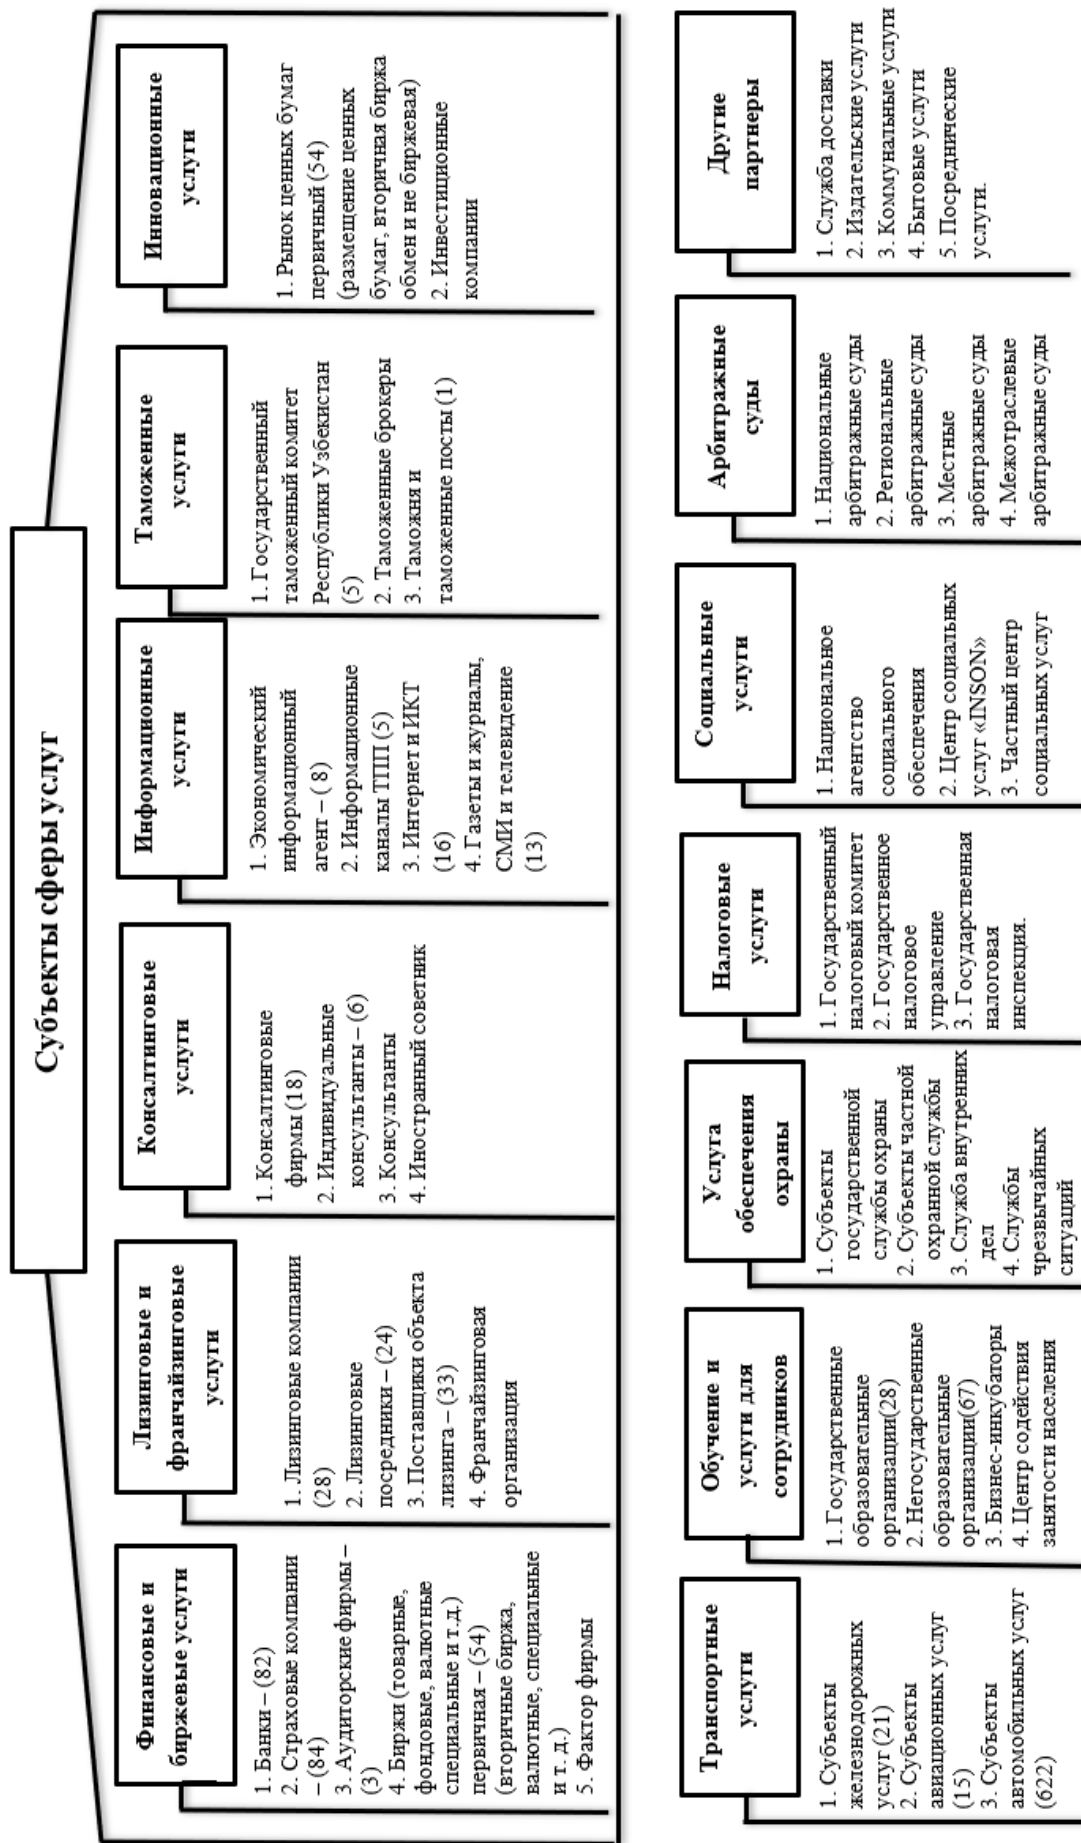 Субъекты сферы услуг
Финансовые и
биржевые услуги
1. Банки – (82)
2. Страховые компании
– (84)
3. Аудиторские фирмы –
(3)
4. Биржи (товарные,
фондовые, валютные
специальные и т.д.)
первичная – (54)
(вторичные биржа,
валютные, специальные
и т. д.)
5. Фактор фирмы
Лизинговые и
франчайзинговые
услуги
1. Лизинговые компании
(28)
2. Лизинговые
посредники – (24)
3. Поставщики объекта
лизинга – (33)
4. Франчайзинговая
организация
Консалтинговые
услуги
1. Консалтинговые
фирмы (18)
2. Индивидуальные
консультанты – (6)
3. Консультанты
4. Иностранный советник
Информационные
услуги
1. Экономический
информационный
агент – ( 8)
2. Информационные
каналы ТПП (5)
3. Интернет и ИКТ
(16)
4. Газеты и журналы,
СМИ и телевидение
(13)
Таможенные
услуги
1. Государственный
таможенный комитет
Республики Узбекистан
(5)
2. Таможенные брокеры
3. Таможня и
таможенные посты (1)
Инновационные
услуги
1. Рынок ценных бумаг
первичный (54)
(размещение ценных
бумаг, вторичная биржа
обмен и не биржевая)
2. Инвестиционные
компании
Транспортные
услуги
1. Субъекты
железнодорожных
услуг (21)
2. Субъекты
авиационных услуг
(15)
3. Субъекты
автомобильных услуг
(622)
Обучение и
услуги для
сотрудников
1. Государственные
образовательные
организации(28)
2. Негосударственные
образовательные
организации(67)
3. Бизнес-инкубаторы
4. Центр содействия
занятости населения
Услуга
обеспечения
охраны
1. Субъекты
государственной
службы охраны
2. Субъекты частной
охранной службы
3. Служба внутренних
дел
4. Службы
чрезвычайных
ситуаций
Налоговые
услуги
1. Государственный
налоговый комитет
2. Государственное
налоговое
управление
3. Государственная
налоговая
инспекция.
Социальные
услуги
1. Национальное
агентство
социального
обеспечения
2. Центр социальных
услуг «INSON»
3. Частный центр
социальных услуг
Арбитражные
суды
1. Национальные
арбитражные суды
2. Региональные
арбитражные суды
3. Местные
арбитражные суды
4. Межотраслевые
арбитражные суды
Другие
партнеры
1. Служба доставки
2. Издательские услуги
3. Коммунальные услуги
4. Бытовые услуги
5. Посреднические
услуги.